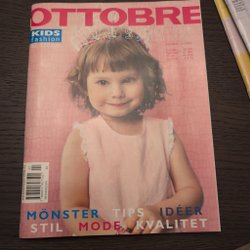 OTTOBRE
KIDS
fashion
MÖNSTER TIPS IDÉER
STIL MODE KVALITET